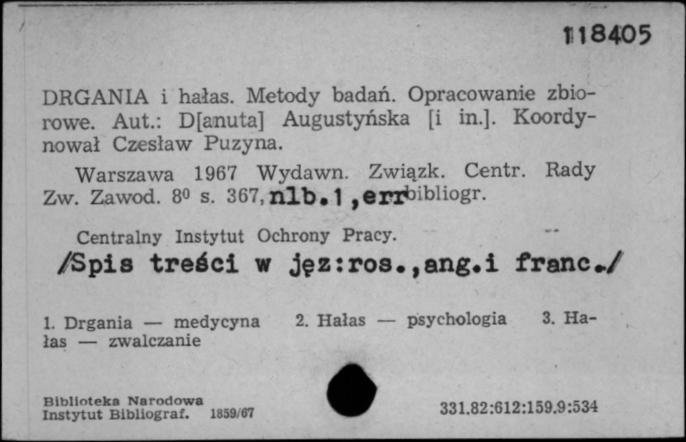 118405
DRGANIA i hałas. Metody badań. Opracowanie zbio-
rowe. Aut.: D[anuta] Augustyńska [i in.]. Koordy-
nował Czesław Puzyna.
Warszawa 1967 Wydawn. Związk. Centr. Rady
Zw. Zawod. 8⁰ s. 367, nlb.1,err bibliogr.
Centralny Instytut Ochrony Pracy.
/Spis treści w jęz:ros.,ang.i franc./
1. Drgania — medycyna 2. Hałas — psychologia 3. Ha-
łas — zwalczanie
Biblioteka Narodowa
Instytut Bibliograf. 1859/67 331.82:612:159.9:534